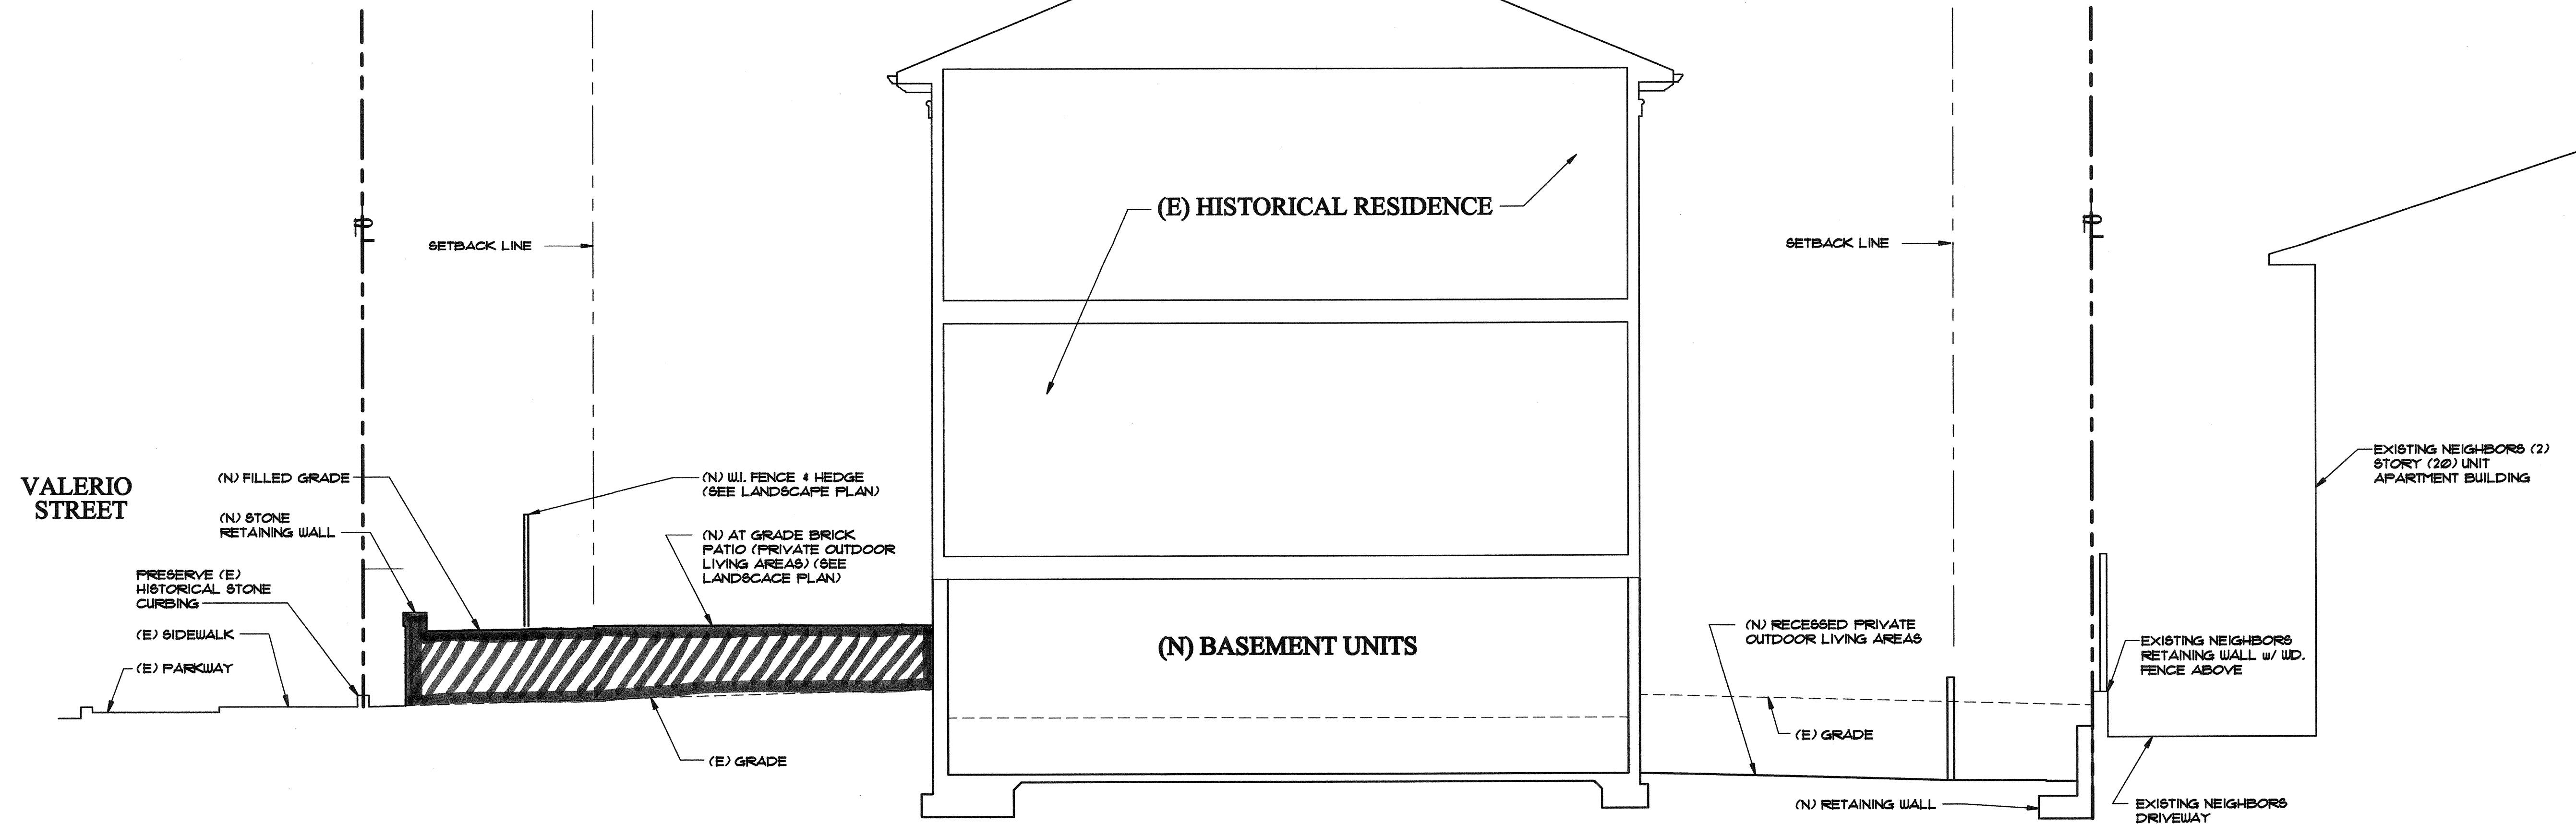 (E) HISTORICAL RESIDENCE
SETBACK LINE
SETBACK LINE
VALERIO
STREET
(N) FILLED GRADE
(N) STONE
RETAINING WALL
PRESERVE (E)
HISTORICAL STONE
CURBING
(E) SIDEWALK
(E) PARKWAY
(N) W.I. FENCE & HEDGE
(SEE LANDSCAPE PLAN)
(N) AT GRADE BRICK
PATIO (PRIVATE OUTDOOR
LIVING AREAS) (SEE
LANDSCACE PLAN)
(E) GRADE
(N) BASEMENT UNITS
(N) RECESSED PRIVATE
OUTDOOR LIVING AREAS
(E) GRADE
(N) RETAINING WALL
EXISTING NEIGHBORS (2)
STORY (20) UNIT
APARTMENT BUILDING
EXISTING NEIGHBORS
RETAINING WALL w/ WD.
FENCE ABOVE
EXISTING NEIGHBORS
DRIVEWAY